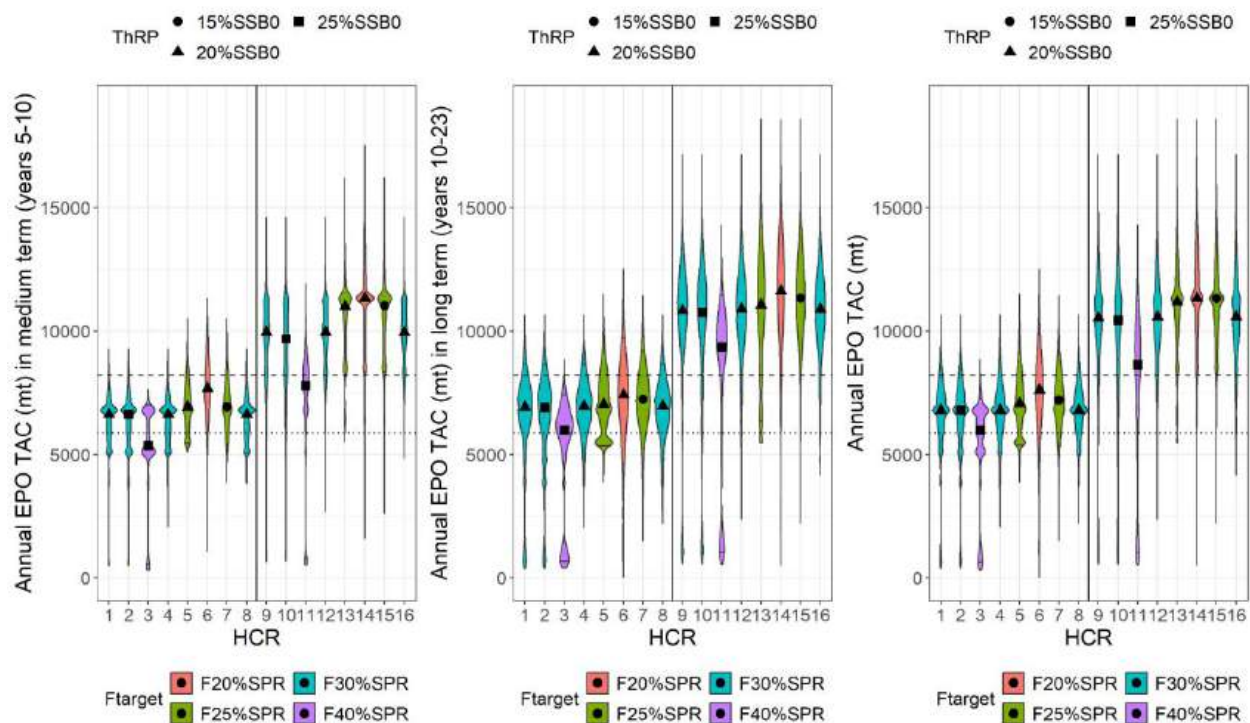 ThRP ● 15%SSB0 ■ 25%SSB0
▲ 20%SSB0
Annual EPO TAC (mt) in medium term (years 5-10)
15000
10000
5000
0
1 2 3 4 5 6 7 8 9 10 11 12 13 14 15 16
HCR
Ftarget F20%SPR F30%SPR
F25%SPR F40%SPR
ThRP ● 15%SSB0 ■ 25%SSB0
▲ 20%SSB0
Annual EPO TAC (mt) in long term (years 10-23)
15000
10000
5000
0
1 2 3 4 5 6 7 8 9 10 11 12 13 14 15 16
HCR
Ftarget F20%SPR F30%SPR
F25%SPR F40%SPR
ThRP ● 15%SSB0 ■ 25%SSB0
▲ 20%SSB0
Annual EPO TAC (mt)
15000
10000
5000
0
1 2 3 4 5 6 7 8 9 10 11 12 13 14 15 16
HCR
Ftarget F20%SPR F30%SPR
F25%SPR F40%SPR